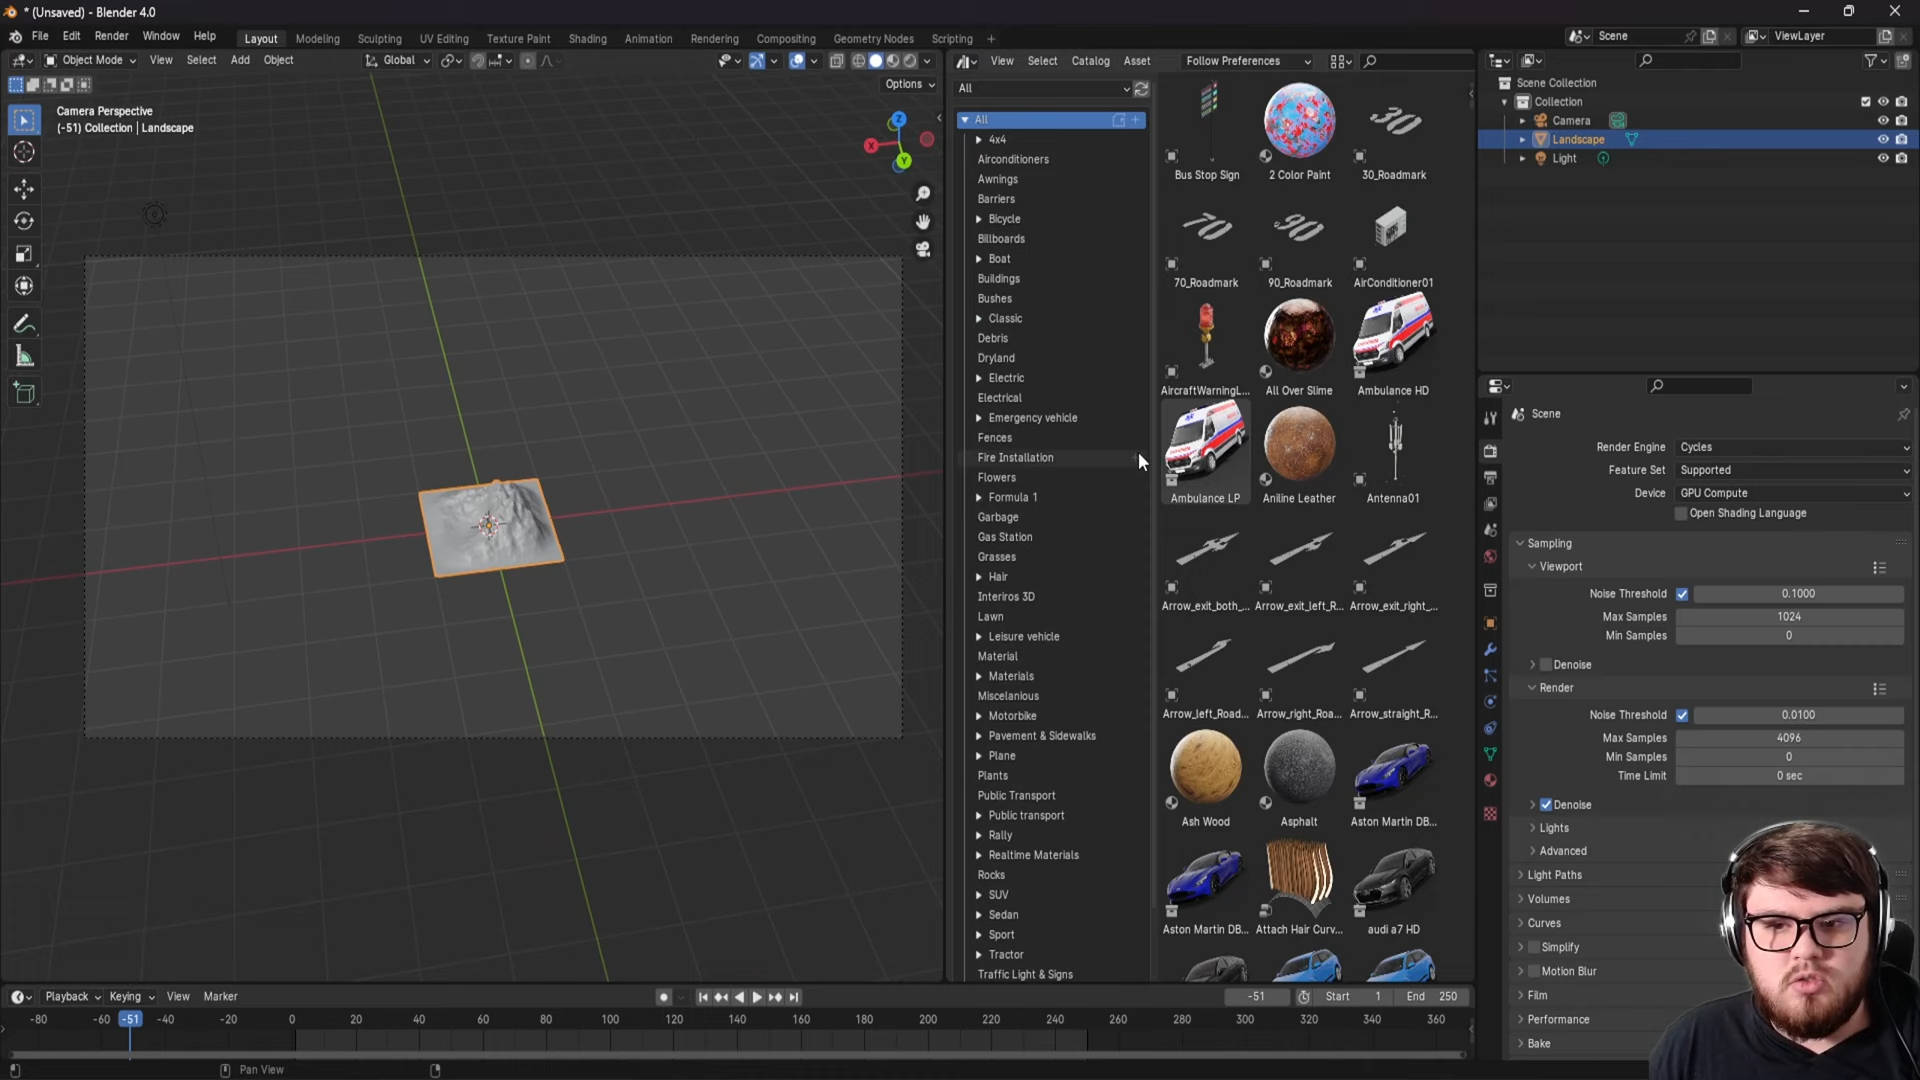 * (Unsaved) - Blender 4.0
File Edit Render Window Help Layout Modeling Sculpting UV Editing Texture Paint Shading Animation Rendering Compositing Geometry Nodes Scripting + Scene ViewLayer
Object Mode View Select Add Object Global
Options
Camera Perspective
(-51) Collection | Landscape
X
Y
Z
View Select Catalog Asset Follow Preferences
All
All
4x4
Airconditioners
Awnings
Barriers
Bicycle
Billboards
Boat
Buildings
Bushes
Classic
Debris
Dryland
Electric
Electrical
Emergency vehicle
Fences
Fire Installation
Flowers
Formula 1
Garbage
Gas Station
Grasses
Hair
Interiros 3D
Lawn
Leisure vehicle
Material
Materials
Miscelanious
Motorbike
Pavement & Sidewalks
Plane
Plants
Public Transport
Public transport
Rally
Realtime Materials
Rocks
SUV
Sedan
Sport
Tractor
Traffic Light & Signs
Bus Stop Sign 2 Color Paint 30_Roadmark
70_Roadmark 90_Roadmark AirConditioner01
AircraftWarningL... All Over Slime Ambulance HD
Ambulance LP Aniline Leather Antenna01
Arrow_exit_both_... Arrow_exit_left_R... Arrow_exit_right_...
Arrow_left_Road... Arrow_right_Roa... Arrow_straight_R...
Ash Wood Asphalt Aston Martin DB...
Aston Martin DB... Attach Hair Curv... audi a7 HD
Scene Collection
Collection
Camera
Landscape
Light
Scene
Render Engine Cycles
Feature Set Supported
Device GPU Compute
Open Shading Language
Sampling
Viewport
Noise Threshold 0.1000
Max Samples 1024
Min Samples 0
Denoise
Render
Noise Threshold 0.0100
Max Samples 4096
Min Samples 0
Time Limit 0 sec
Denoise
Lights
Advanced
Light Paths
Volumes
Curves
Simplify
Motion Blur
Film
Performance
Bake
Playback Keying View Marker -51 Start 1 End 250
-80 -60 -51 -40 -20 0 20 40 60 80 100 120 140 160 180 200 220 240 260 280 300 320 340 360
Pan View